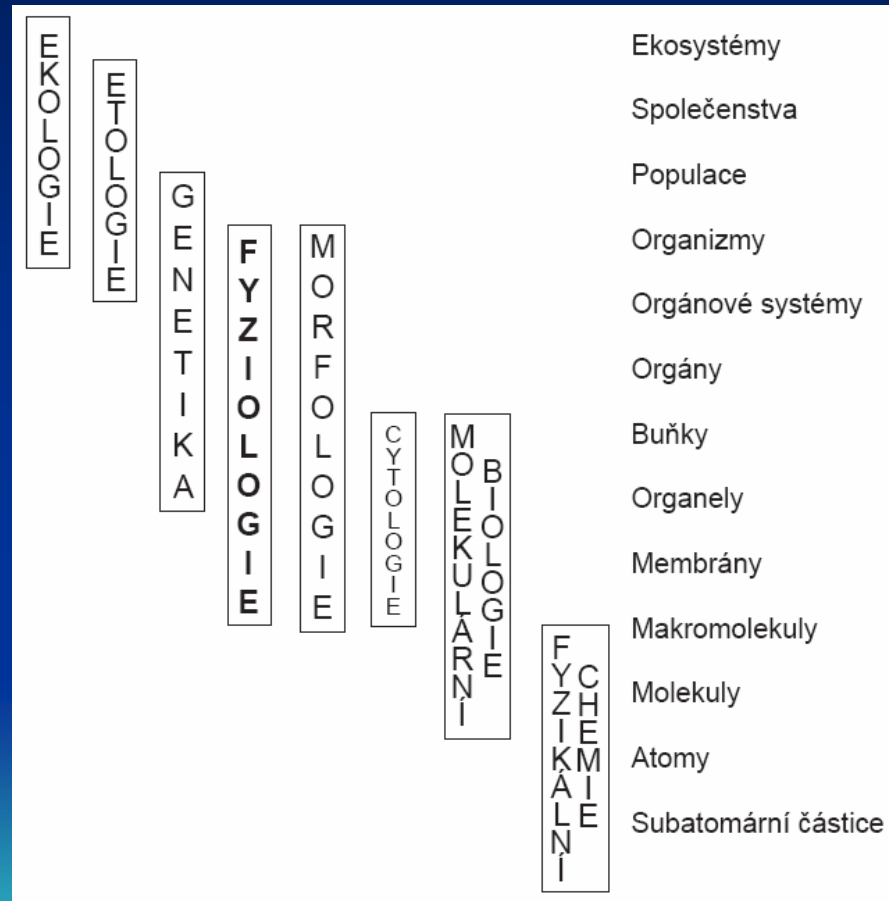 EKOLOGIE
ETOLOGIE
GENETIKA
FYZIOLOGIE
MORFOLOGIE
CYTOLOGIE
MOLEKULÁRNÍ
BIOLOGIE
FYZIKÁLNÍ
CHEMIE
Ekosystémy
Společenstva
Populace
Organizmy
Orgánové systémy
Orgány
Buňky
Organely
Membrány
Makromolekuly
Molekuly
Atomy
Subatomární částice